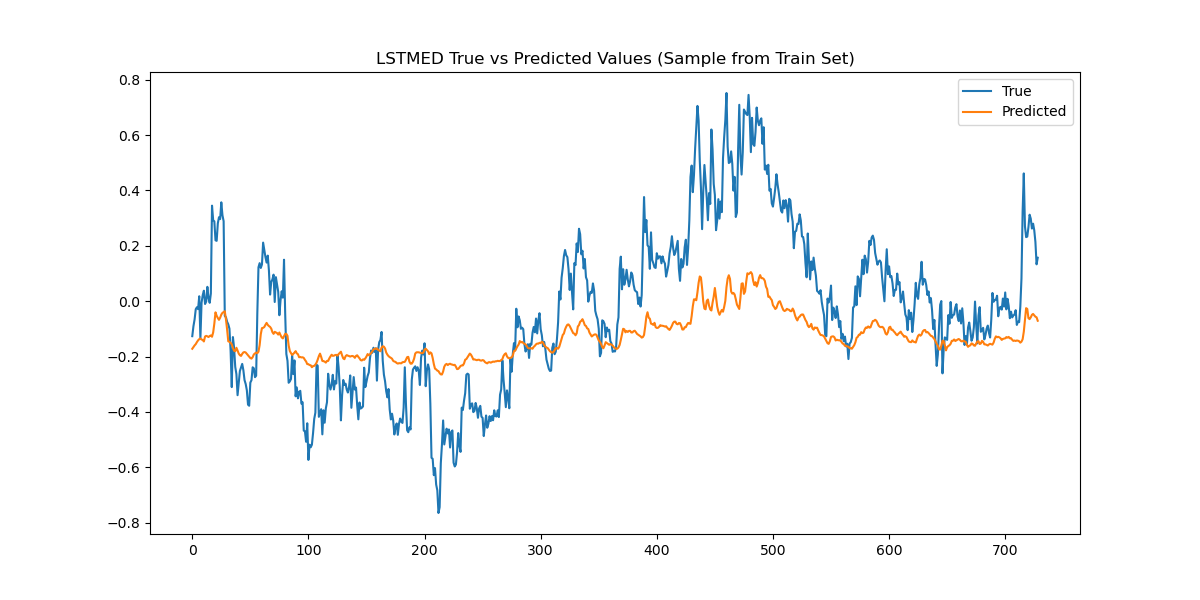 LSTMED True vs Predicted Values (Sample from Train Set)
True
Predicted
0.8
0.6
0.4
0.2
0.0
−0.2
−0.4
−0.6
−0.8
0 100 200 300 400 500 600 700